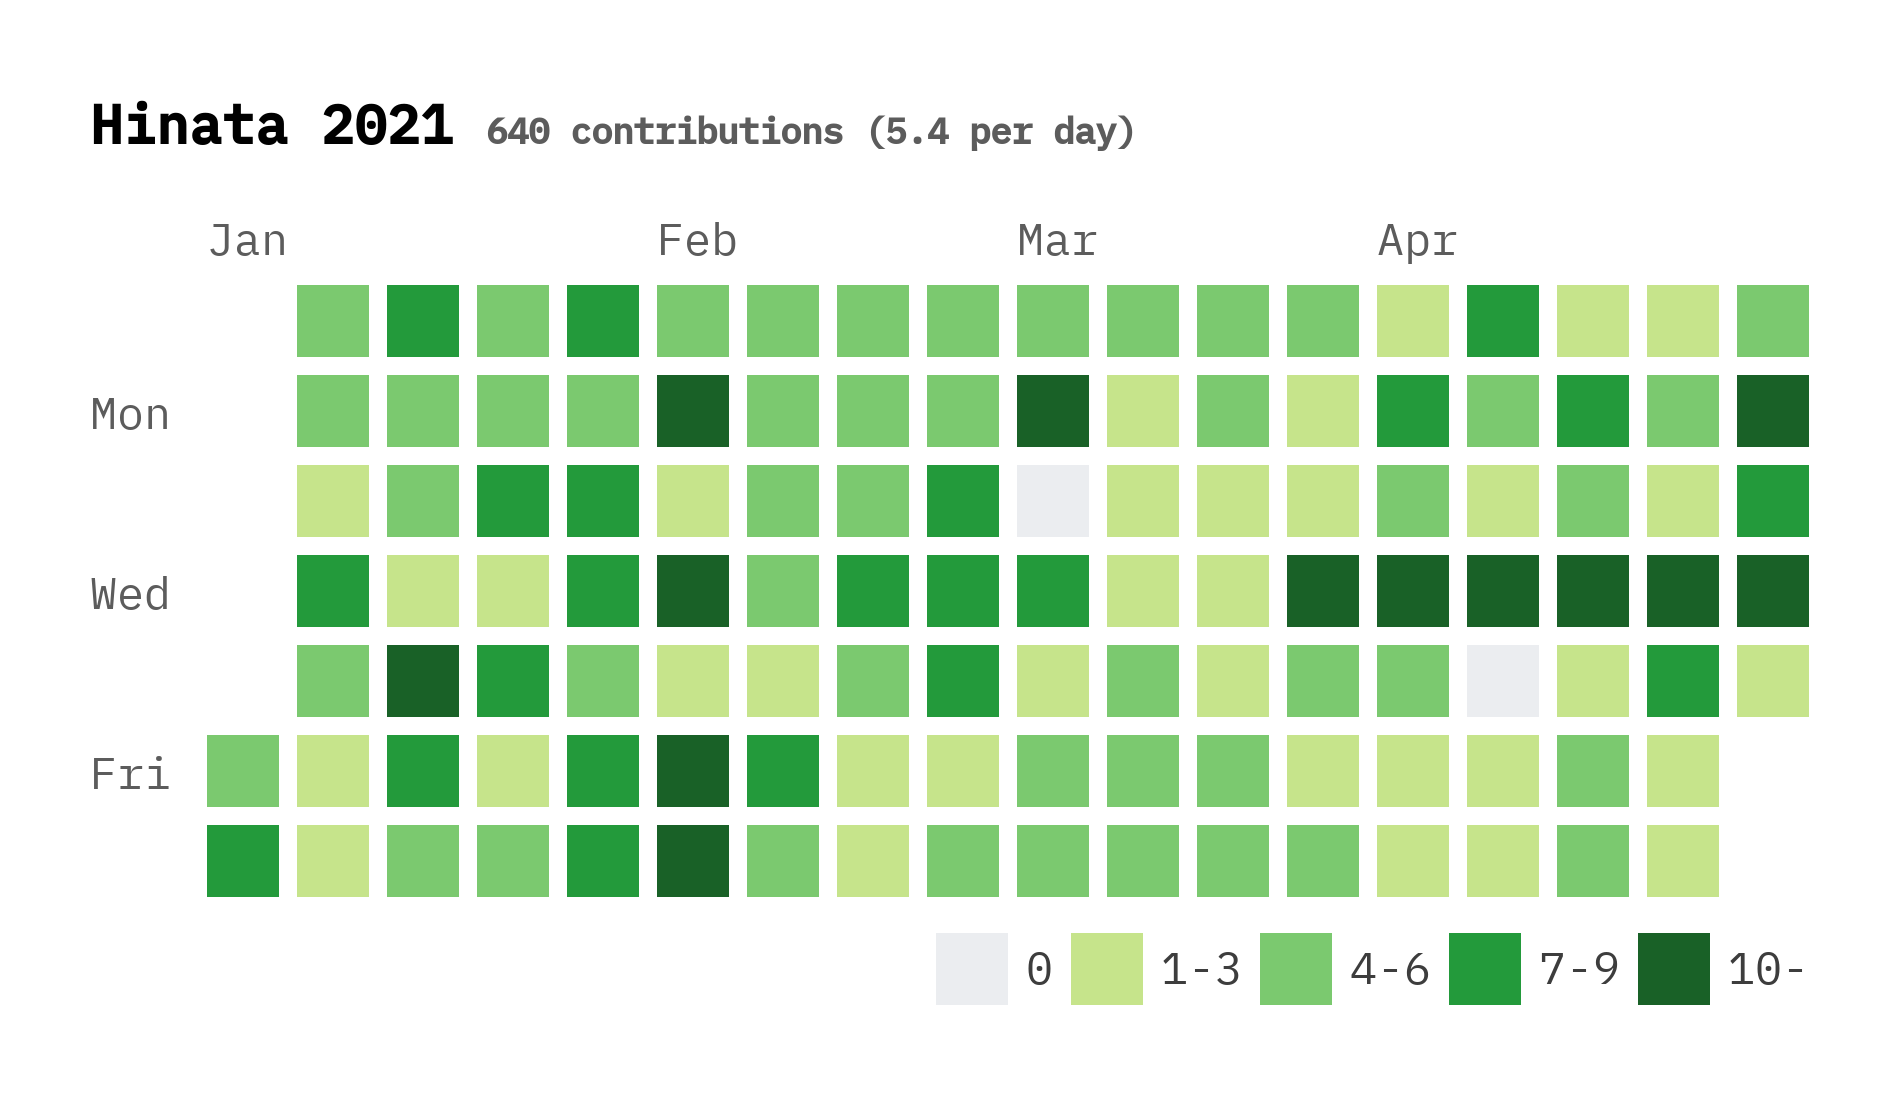 Hinata 2021 640 contributions (5.4 per day)
Jan Feb Mar Apr
Mon
Wed
Fri
0 1-3 4-6 7-9 10-